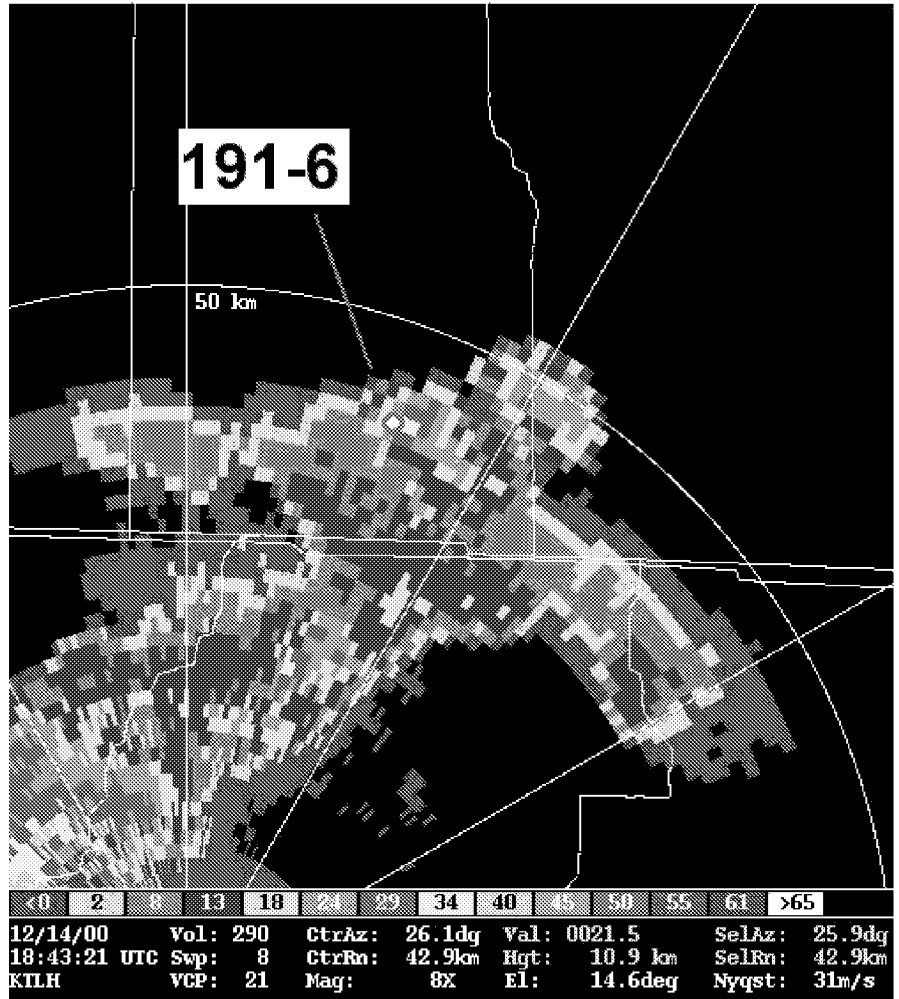 191-6
50 km
<0 2 8 13 18 24 29 34 40 45 50 55 61 >65
12/14/00 Vol: 290 CtrAz: 26.1dg Val: 0021.5 SelAz: 25.9dg
18:43:21 UTC Swp: 8 CtrRn: 42.9km Hgt: 10.9 km SelRn: 42.9km
KTLH VCP: 21 Mag: 8X El: 14.6deg Nyqst: 31m/s